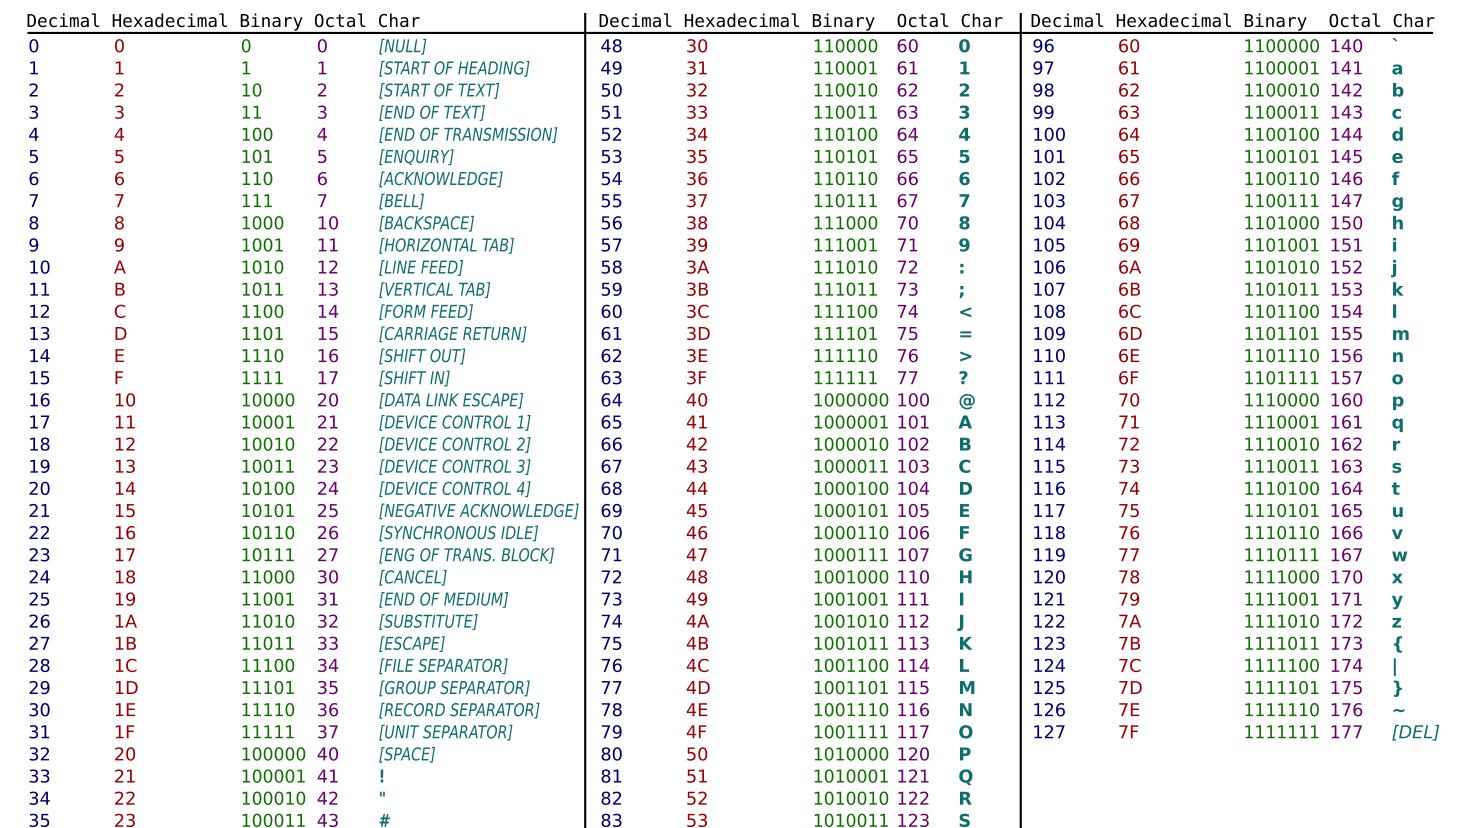 Decimal Hexadecimal Binary Octal Char Decimal Hexadecimal Binary Octal Char Decimal Hexadecimal Binary Octal Char
0 0 0 0 [NULL] 48 30 110000 60 0 96 60 1100000 140 `
1 1 1 1 [START OF HEADING] 49 31 110001 61 1 97 61 1100001 141 a
2 2 10 2 [START OF TEXT] 50 32 110010 62 2 98 62 1100010 142 b
3 3 11 3 [END OF TEXT] 51 33 110011 63 3 99 63 1100011 143 c
4 4 100 4 [END OF TRANSMISSION] 52 34 110100 64 4 100 64 1100100 144 d
5 5 101 5 [ENQUIRY] 53 35 110101 65 5 101 65 1100101 145 e
6 6 110 6 [ACKNOWLEDGE] 54 36 110110 66 6 102 66 1100110 146 f
7 7 111 7 [BELL] 55 37 110111 67 7 103 67 1100111 147 g
8 8 1000 10 [BACKSPACE] 56 38 111000 70 8 104 68 1101000 150 h
9 9 1001 11 [HORIZONTAL TAB] 57 39 111001 71 9 105 69 1101001 151 i
10 A 1010 12 [LINE FEED] 58 3A 111010 72 : 106 6A 1101010 152 j
11 B 1011 13 [VERTICAL TAB] 59 3B 111011 73 ; 107 6B 1101011 153 k
12 C 1100 14 [FORM FEED] 60 3C 111100 74 < 108 6C 1101100 154 l
13 D 1101 15 [CARRIAGE RETURN] 61 3D 111101 75 = 109 6D 1101101 155 m
14 E 1110 16 [SHIFT OUT] 62 3E 111110 76 > 110 6E 1101110 156 n
15 F 1111 17 [SHIFT IN] 63 3F 111111 77 ? 111 6F 1101111 157 o
16 10 10000 20 [DATA LINK ESCAPE] 64 40 1000000 100 @ 112 70 1110000 160 p
17 11 10001 21 [DEVICE CONTROL 1] 65 41 1000001 101 A 113 71 1110001 161 q
18 12 10010 22 [DEVICE CONTROL 2] 66 42 1000010 102 B 114 72 1110010 162 r
19 13 10011 23 [DEVICE CONTROL 3] 67 43 1000011 103 C 115 73 1110011 163 s
20 14 10100 24 [DEVICE CONTROL 4] 68 44 1000100 104 D 116 74 1110100 164 t
21 15 10101 25 [NEGATIVE ACKNOWLEDGE] 69 45 1000101 105 E 117 75 1110101 165 u
22 16 10110 26 [SYNCHRONOUS IDLE] 70 46 1000110 106 F 118 76 1110110 166 v
23 17 10111 27 [ENG OF TRANS. BLOCK] 71 47 1000111 107 G 119 77 1110111 167 w
24 18 11000 30 [CANCEL] 72 48 1001000 110 H 120 78 1111000 170 x
25 19 11001 31 [END OF MEDIUM] 73 49 1001001 111 I 121 79 1111001 171 y
26 1A 11010 32 [SUBSTITUTE] 74 4A 1001010 112 J 122 7A 1111010 172 z
27 1B 11011 33 [ESCAPE] 75 4B 1001011 113 K 123 7B 1111011 173 {
28 1C 11100 34 [FILE SEPARATOR] 76 4C 1001100 114 L 124 7C 1111100 174 |
29 1D 11101 35 [GROUP SEPARATOR] 77 4D 1001101 115 M 125 7D 1111101 175 }
30 1E 11110 36 [RECORD SEPARATOR] 78 4E 1001110 116 N 126 7E 1111110 176 ~
31 1F 11111 37 [UNIT SEPARATOR] 79 4F 1001111 117 O 127 7F 1111111 177 [DEL]
32 20 100000 40 [SPACE] 80 50 1010000 120 P
33 21 100001 41 ! 81 51 1010001 121 Q
34 22 100010 42 " 82 52 1010010 122 R
35 23 100011 43 # 83 53 1010011 123 S